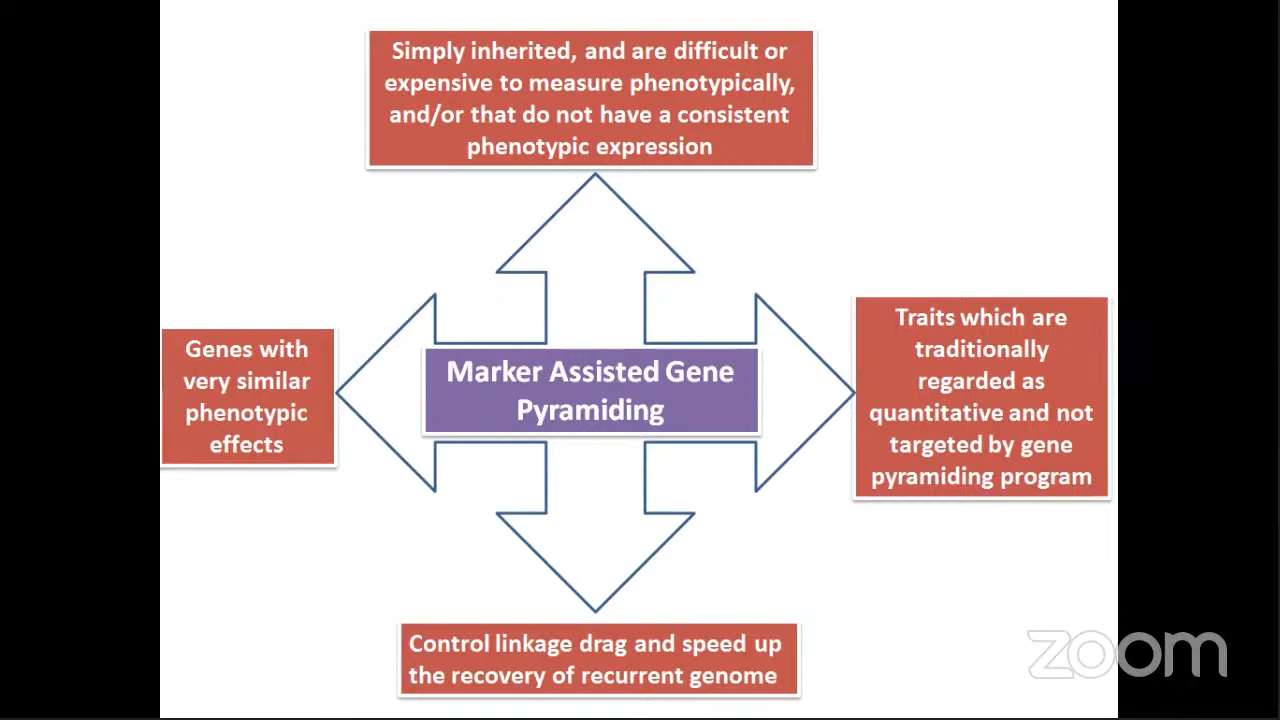 Simply inherited, and are difficult or
expensive to measure phenotypically,
and/or that do not have a consistent
phenotypic expression
Genes with
very similar
phenotypic
effects
Marker Assisted Gene
Pyramiding
Traits which are
traditionally
regarded as
quantitative and not
targeted by gene
pyramiding program
Control linkage drag and speed up
the recovery of recurrent genome
zoom